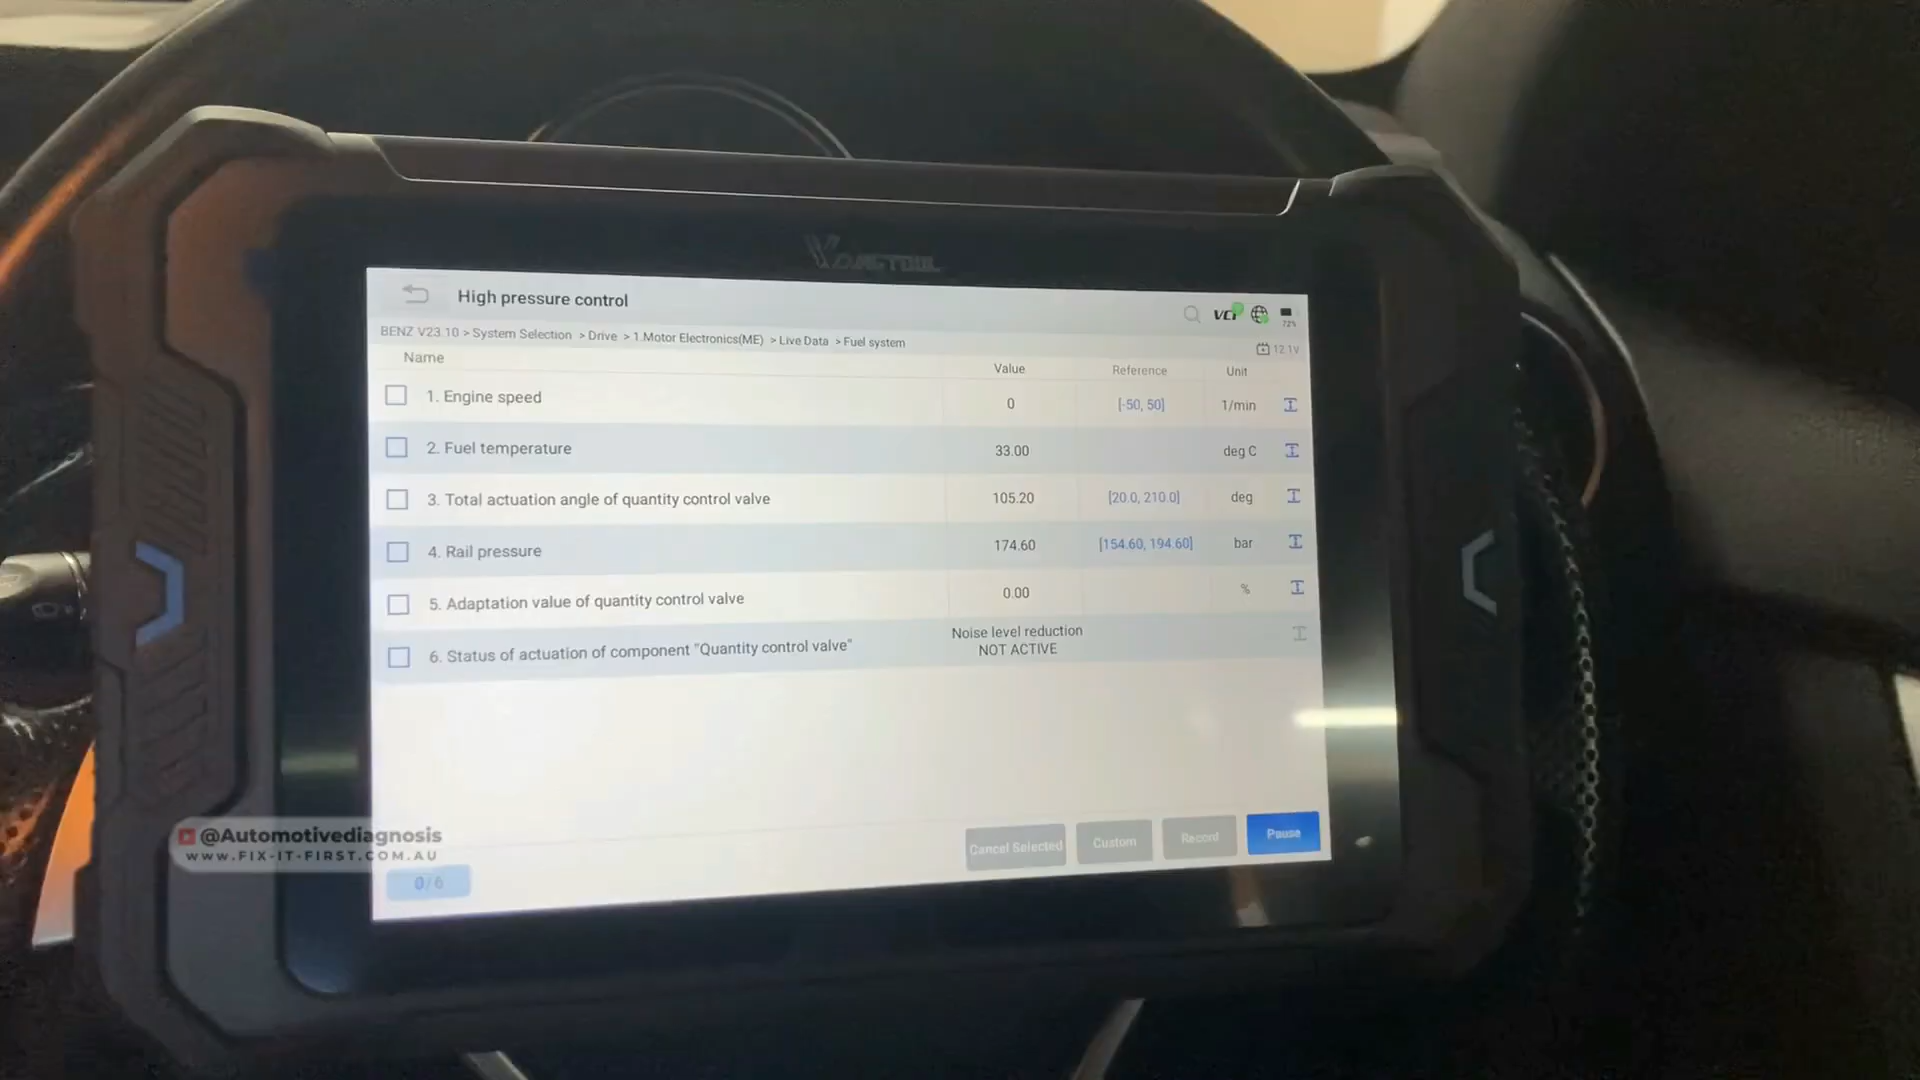 XTOOL
High pressure control
VCI
72%
BENZ V23.10 > System Selection > Drive > 1.Motor Electronics(ME) > Live Data > Fuel system
12.1V
Name Value Reference Unit
1. Engine speed 0 [-50, 50] 1/min
2. Fuel temperature 33.00 deg C
3. Total actuation angle of quantity control valve 105.20 [20.0, 210.0] deg
4. Rail pressure 174.60 [154.60, 194.60] bar
5. Adaptation value of quantity control valve 0.00 %
6. Status of actuation of component "Quantity control valve" Noise level reduction
NOT ACTIVE
Cancel Selected Custom Record Pause
@Automotivediagnosis
WWW.FIX-IT-FIRST.COM.AU
0/6